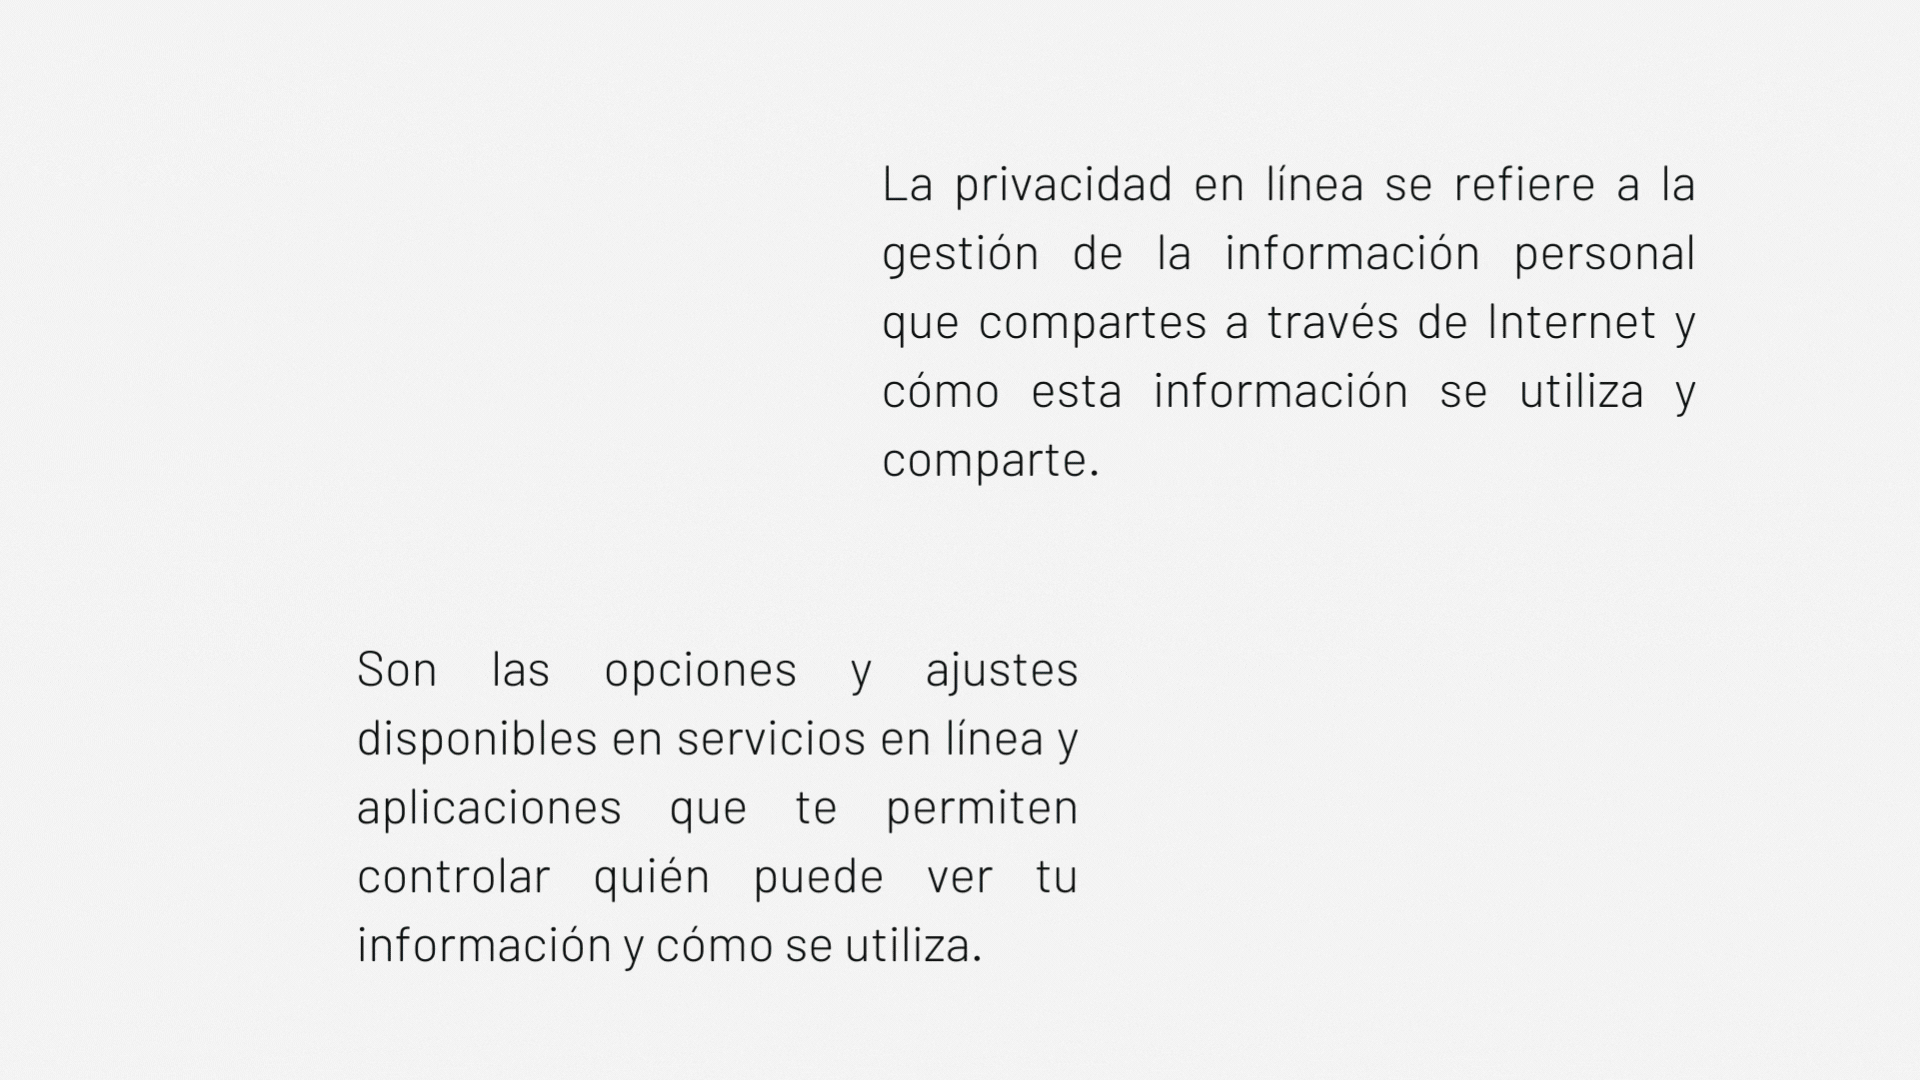 La privacidad en línea se refiere a la
gestión de la información personal
que compartes a través de Internet y
cómo esta información se utiliza y
comparte.
Son las opciones y ajustes
disponibles en servicios en línea y
aplicaciones que te permiten
controlar quién puede ver tu
información y cómo se utiliza.